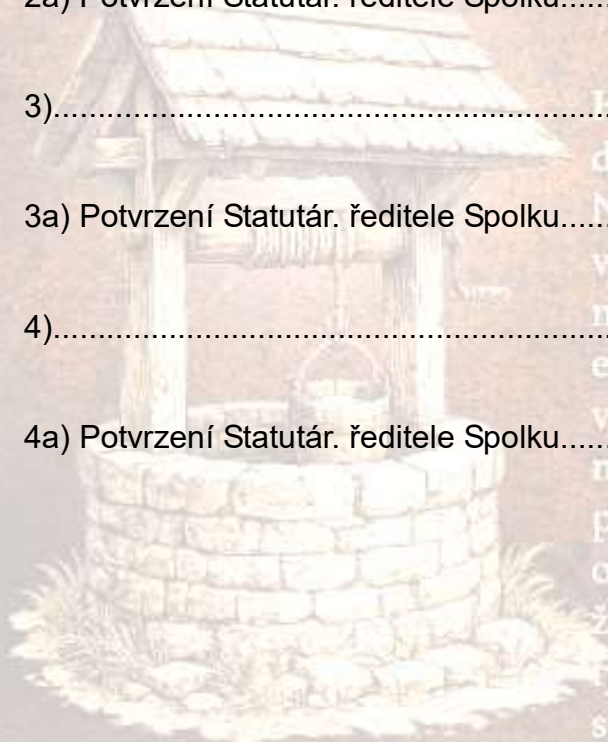 2a) Potvrzení Statutár. ředitele Spolku......
3)................................................................
3a) Potvrzení Statutár. ředitele Spolku......
4)................................................................
4a) Potvrzení Statutár. ředitele Spolku......